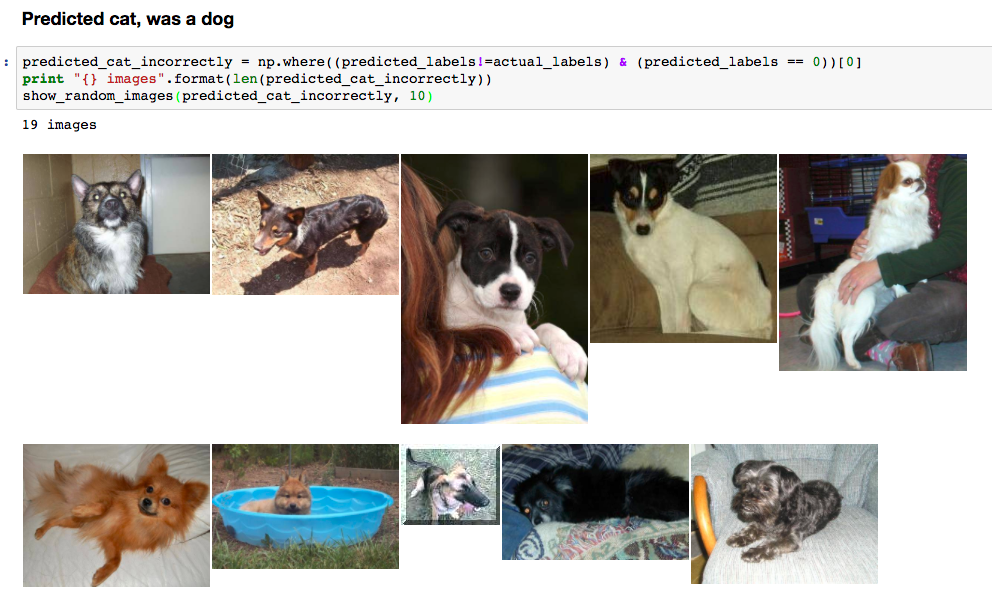 Predicted cat, was a dog
:
predicted_cat_incorrectly = np.where((predicted_labels!=actual_labels) & (predicted_labels == 0))[0]
print "{} images".format(len(predicted_cat_incorrectly))
show_random_images(predicted_cat_incorrectly, 10)
19 images